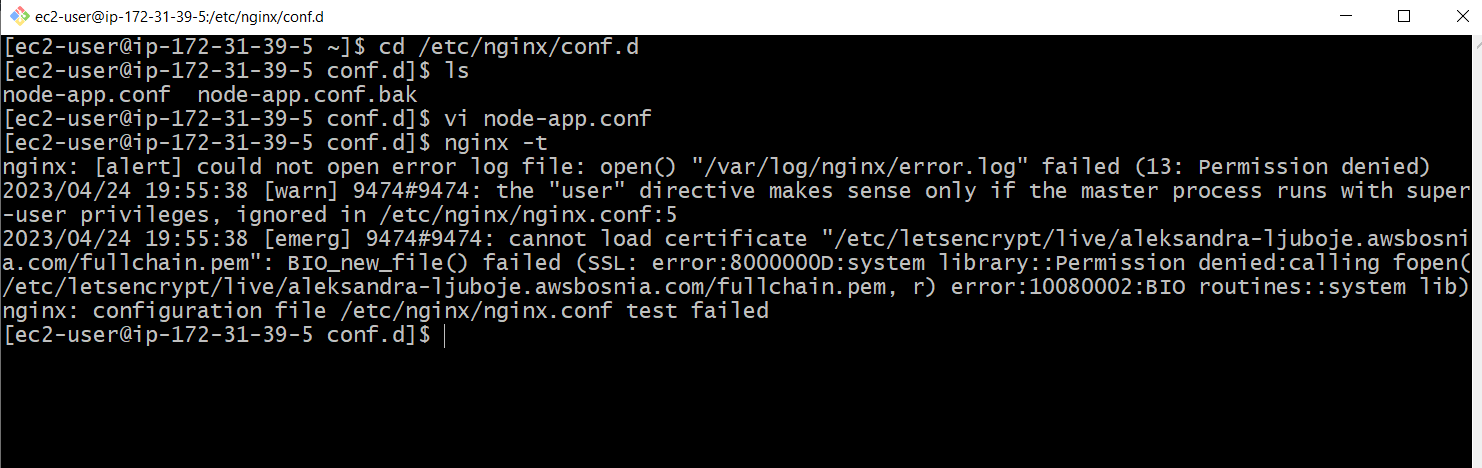 ec2-user@ip-172-31-39-5:/etc/nginx/conf.d
[ec2-user@ip-172-31-39-5 ~]$ cd /etc/nginx/conf.d
[ec2-user@ip-172-31-39-5 conf.d]$ ls
node-app.conf  node-app.conf.bak
[ec2-user@ip-172-31-39-5 conf.d]$ vi node-app.conf
[ec2-user@ip-172-31-39-5 conf.d]$ nginx -t
nginx: [alert] could not open error log file: open() "/var/log/nginx/error.log" failed (13: Permission denied)
2023/04/24 19:55:38 [warn] 9474#9474: the "user" directive makes sense only if the master process runs with super
-user privileges, ignored in /etc/nginx/nginx.conf:5
2023/04/24 19:55:38 [emerg] 9474#9474: cannot load certificate "/etc/letsencrypt/live/aleksandra-ljuboje.awsbosni
a.com/fullchain.pem": BIO_new_file() failed (SSL: error:8000000D:system library::Permission denied:calling fopen(
/etc/letsencrypt/live/aleksandra-ljuboje.awsbosnia.com/fullchain.pem, r) error:10080002:BIO routines::system lib)
nginx: configuration file /etc/nginx/nginx.conf test failed
[ec2-user@ip-172-31-39-5 conf.d]$